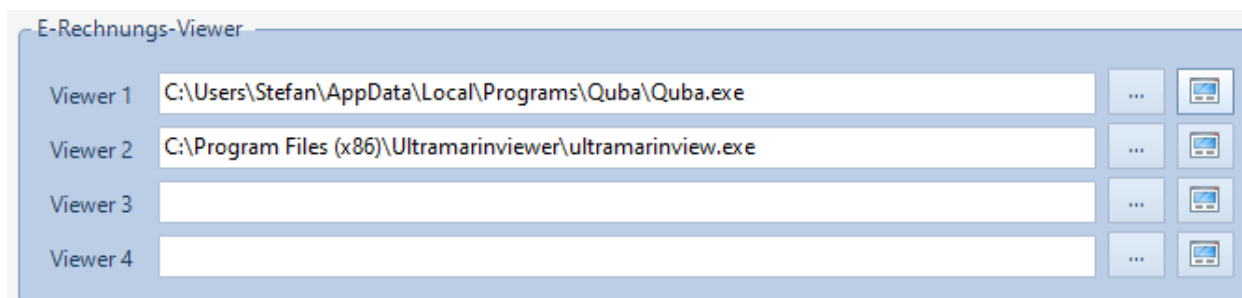 E-Rechnungs-Viewer
Viewer 1 C:\Users\Stefan\AppData\Local\Programs\Quba\Quba.exe ...
Viewer 2 C:\Program Files (x86)\Ultramarinviewer\ultramarinview.exe ...
Viewer 3 ...
Viewer 4 ...